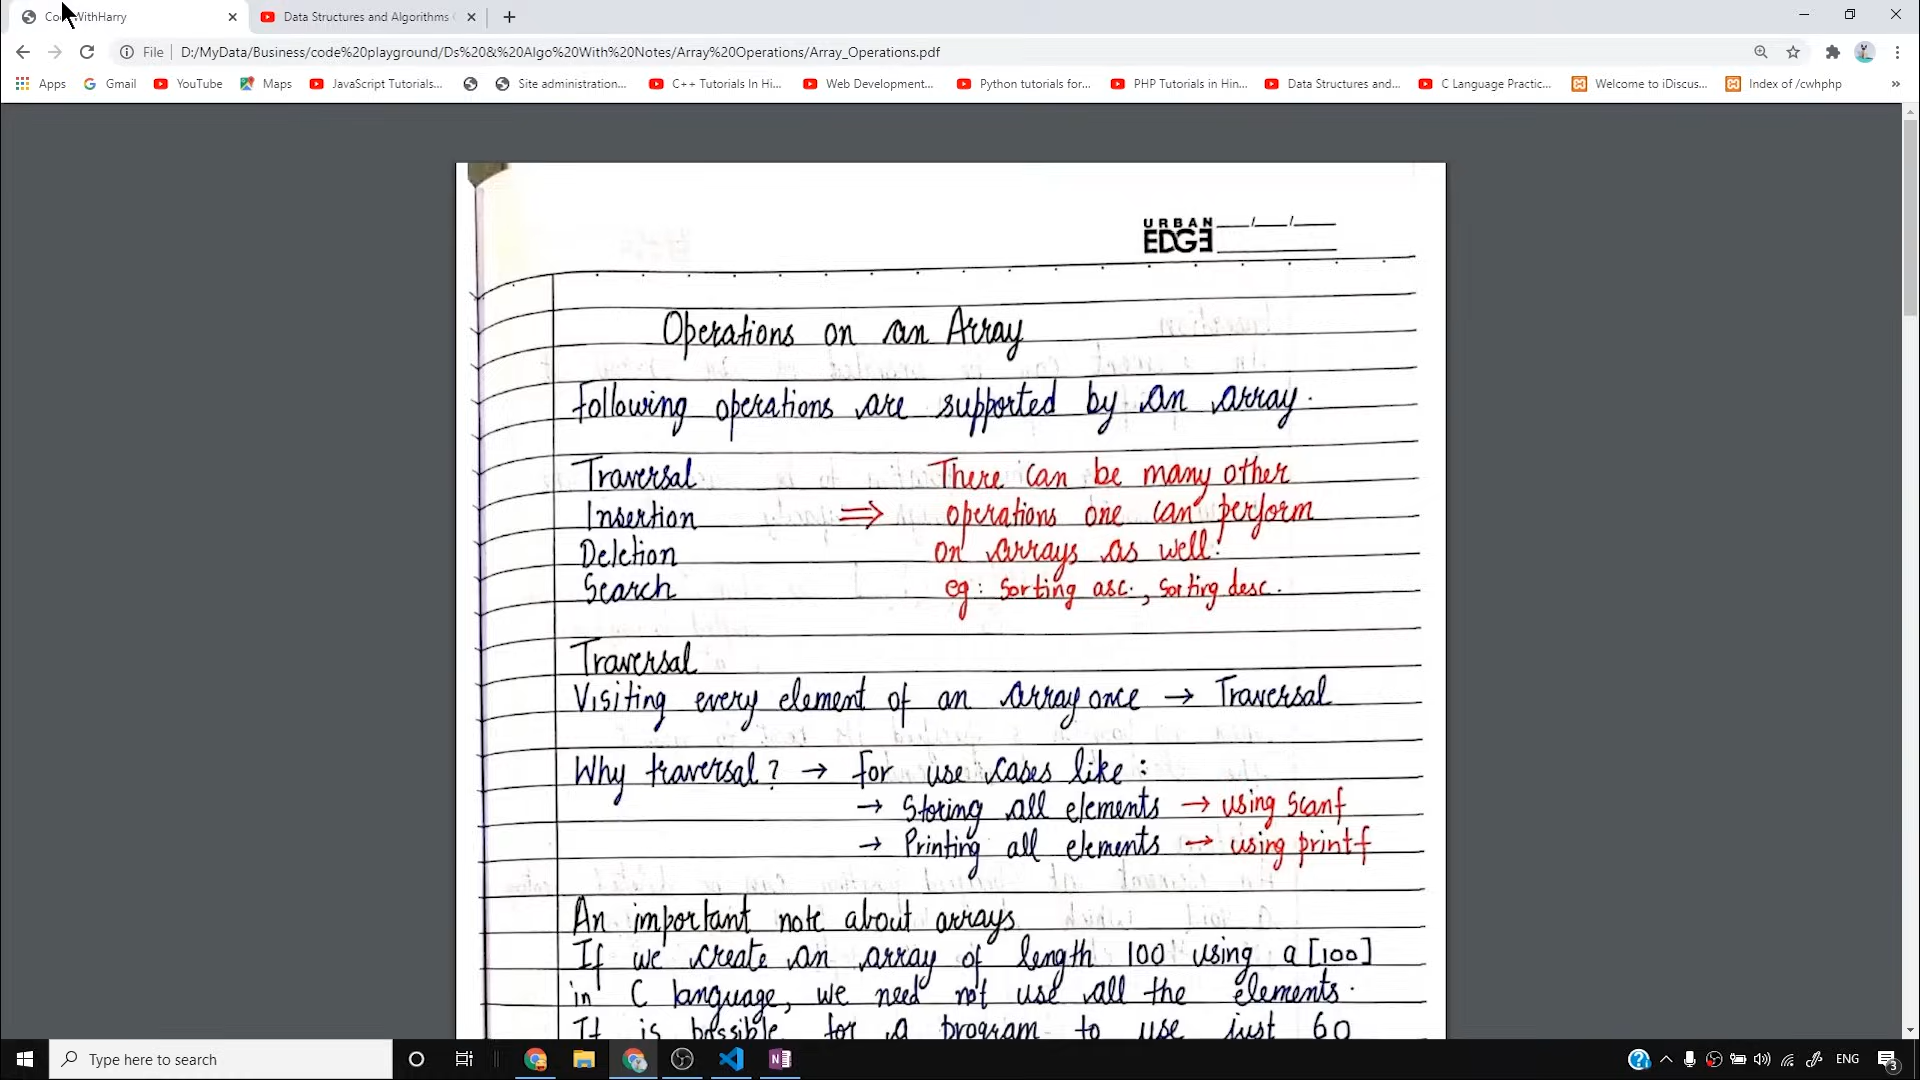 CodeWithHarry
Data Structures and Algorithms
File D:/MyData/Business/code%20playground/Ds%20&%20Algo%20With%20Notes/Array%20Operations/Array_Operations.pdf
Apps Gmail YouTube Maps JavaScript Tutorials... Site administration... C++ Tutorials In Hi... Web Development... Python tutorials for... PHP Tutorials in Hin... Data Structures and... C Language Practic... Welcome to iDiscus... Index of /cwhphp »
URBAN
EDGE
Operations on an Array
Following operations are supported by an array.
Traversal There can be many other
Insertion ⇒ operations one can perform
Deletion on arrays as well.
Search eg: Sorting asc., Sorting desc.
Traversal
Visiting every element of an array once → Traversal
Why traversal? → For use cases like:
→ Storing all elements → using Scanf
→ Printing all elements → using printf
An important note about arrays
If we create an array of length 100 using a[100]
in C language, we need not use all the elements.
It is possible for a program to use just 60
Type here to search
ENG
3